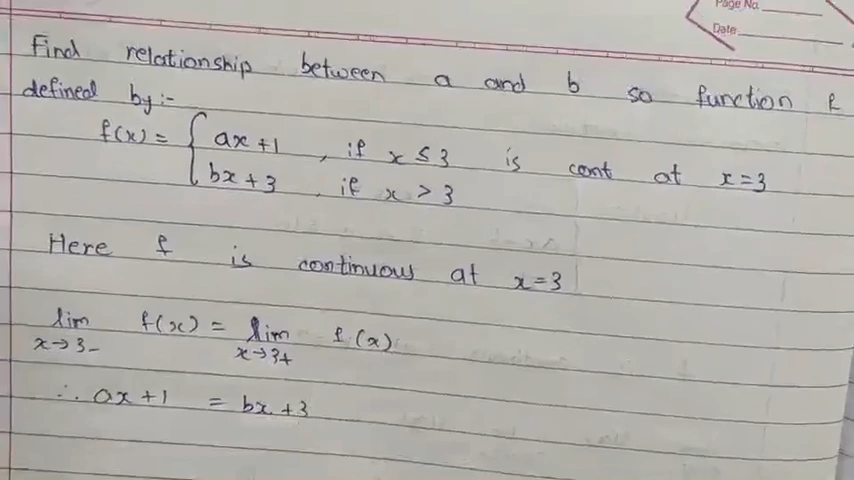 Page No.
Date
Find relationship between a and b so function f
defined by:-
f(x) = { ax+1 , if x ≤ 3 is cont at x=3
bx+3 , if x > 3
Here f is continuous at x=3
lim f(x) = lim f(x)
x→3- x→3+
∴ ax+1 = bx+3